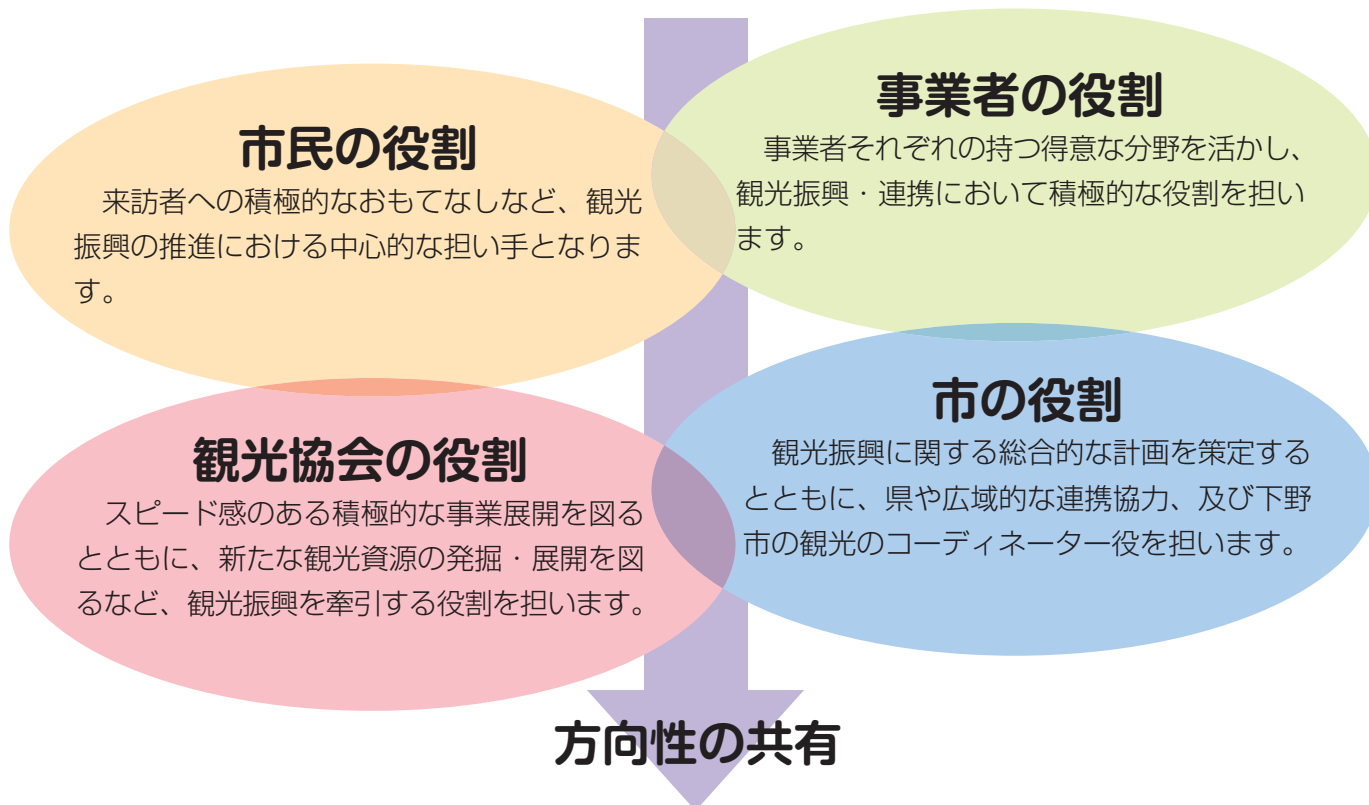 市民の役割
来訪者への積極的なおもてなしなど、観光
振興の推進における中心的な担い手となりま
す。
事業者の役割
事業者それぞれの持つ得意な分野を活かし、
観光振興・連携において積極的な役割を担い
ます。
観光協会の役割
スピード感のある積極的な事業展開を図る
とともに、新たな観光資源の発掘・展開を図
るなど、観光振興を牽引する役割を担います。
市の役割
観光振興に関する総合的な計画を策定する
とともに、県や広域的な連携協力、及び下野
市の観光のコーディネーター役を担います。
方向性の共有